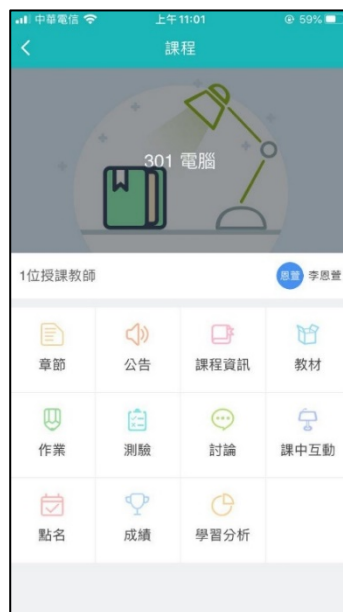 中華電信 上午11:01 59%
課程
301 電腦
1位授課教師 恩萱 李恩萱
章節 公告 課程資訊 教材
作業 測驗 討論 課中互動
點名 成績 學習分析